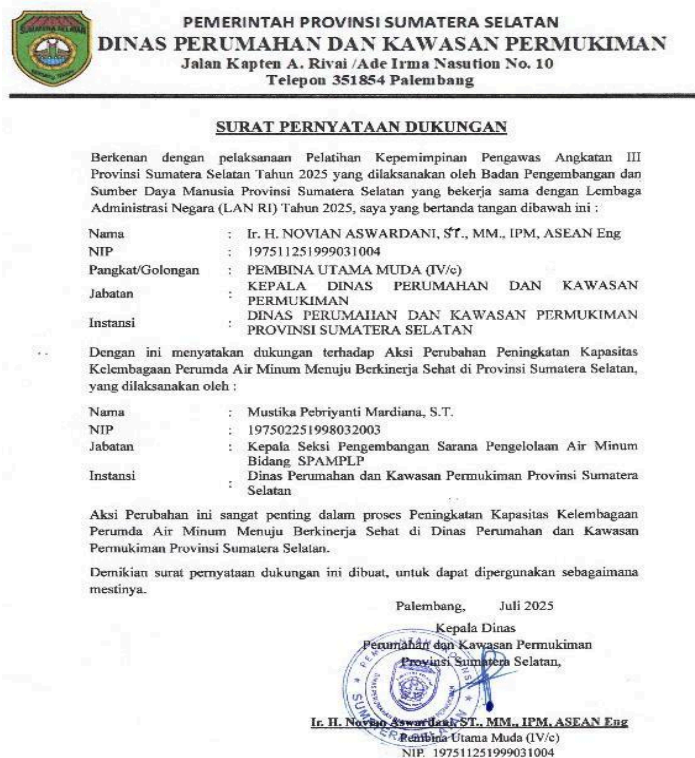 PEMERINTAH PROVINSI SUMATERA SELATAN
DINAS PERUMAHAN DAN KAWASAN PERMUKIMAN
Jalan Kapten A. Rivai /Ade Irma Nasution No. 10
Telepon 351854 Palembang
SURAT PERNYATAAN DUKUNGAN
Berkenan dengan pelaksanaan Pelatihan Kepemimpinan Pengawas Angkatan III
Provinsi Sumatera Selatan Tahun 2025 yang dilaksanakan oleh Badan Pengembangan dan
Sumber Daya Manusia Provinsi Sumatera Selatan yang bekerja sama dengan Lembaga
Administrasi Negara (LAN RI) Tahun 2025, saya yang bertanda tangan dibawah ini :
Nama : Ir. H. NOVIAN ASWARDANI, ST., MM., IPM, ASEAN Eng
NIP : 197511251999031004
Pangkat/Golongan : PEMBINA UTAMA MUDA (IV/c)
Jabatan : KEPALA DINAS PERUMAHAN DAN KAWASAN
PERMUKIMAN
Instansi : DINAS PERUMAHAN DAN KAWASAN PERMUKIMAN
PROVINSI SUMATERA SELATAN
Dengan ini menyatakan dukungan terhadap Aksi Perubahan Peningkatan Kapasitas
Kelembagaan Perumda Air Minum Menuju Berkinerja Sehat di Provinsi Sumatera Selatan,
yang dilaksanakan oleh :
Nama : Mustika Pebriyanti Mardiana, S.T.
NIP : 197502251998032003
Jabatan : Kepala Seksi Pengembangan Sarana Pengelolaan Air Minum
Bidang SPAMPLP
Instansi : Dinas Perumahan dan Kawasan Permukiman Provinsi Sumatera
Selatan
Aksi Perubahan ini sangat penting dalam proses Peningkatan Kapasitas Kelembagaan
Perumda Air Minum Menuju Berkinerja Sehat di Dinas Perumahan dan Kawasan
Permukiman Provinsi Sumatera Selatan.
Demikian surat pernyataan dukungan ini dibuat, untuk dapat dipergunakan sebagaimana
mestinya.
Palembang, Juli 2025
Kepala Dinas
Perumahan dan Kawasan Permukiman
Provinsi Sumatera Selatan,
Ir. H. Novian Aswardani, ST., MM., IPM, ASEAN Eng
Pembina Utama Muda (IV/c)
NIP. 197511251999031004